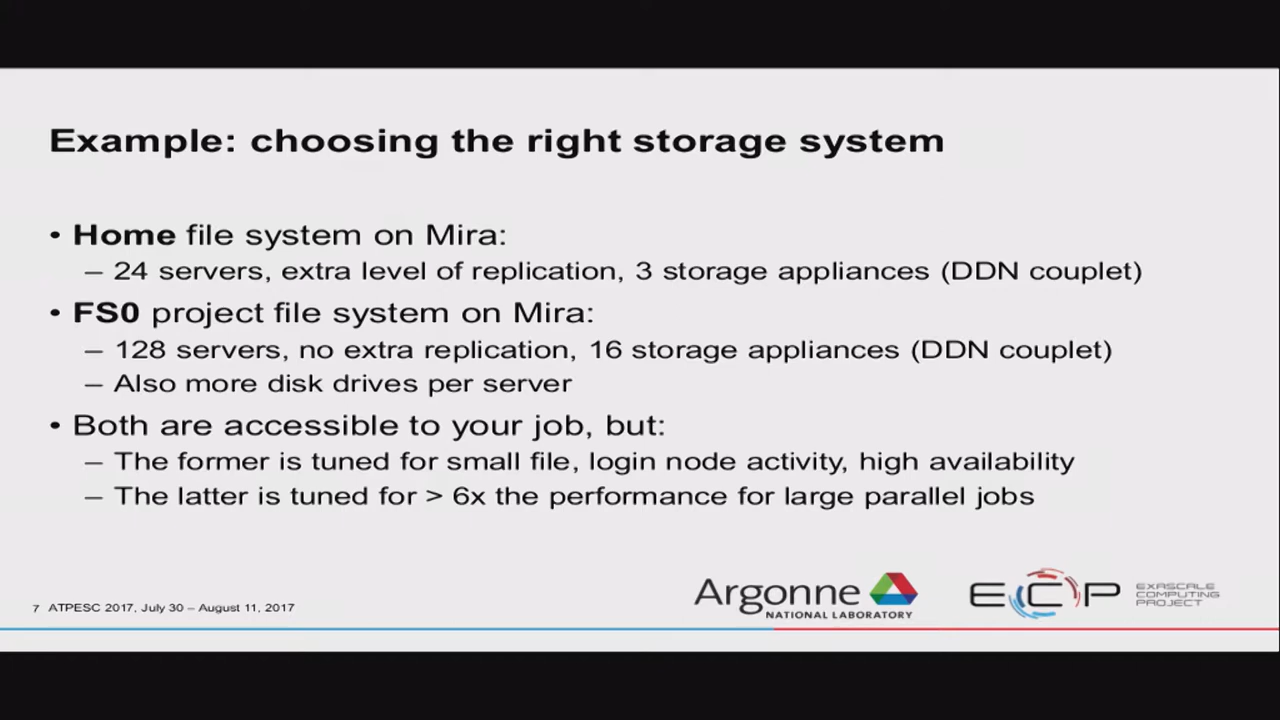 Example: choosing the right storage system
• Home file system on Mira:
– 24 servers, extra level of replication, 3 storage appliances (DDN couplet)
• FS0 project file system on Mira:
– 128 servers, no extra replication, 16 storage appliances (DDN couplet)
– Also more disk drives per server
• Both are accessible to your job, but:
– The former is tuned for small file, login node activity, high availability
– The latter is tuned for > 6x the performance for large parallel jobs
7 ATPESC 2017, July 30 – August 11, 2017
Argonne
NATIONAL LABORATORY
ECP
EXASCALE
COMPUTING
PROJECT